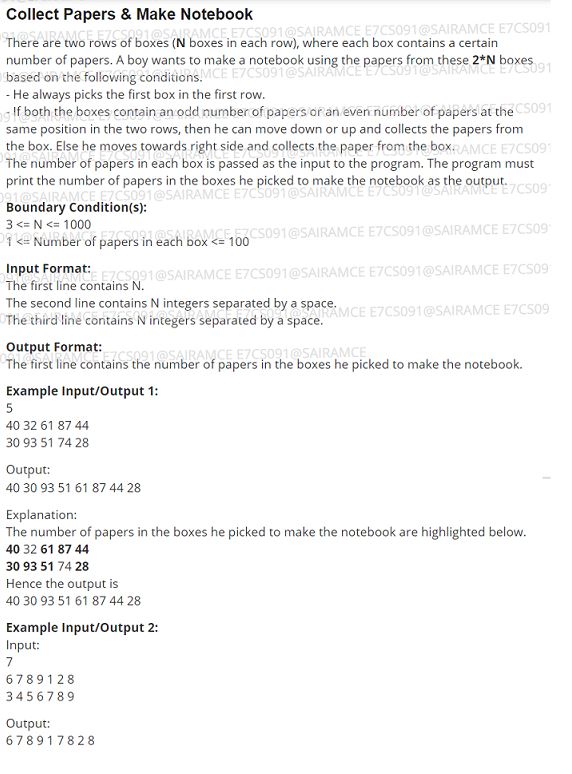 Collect Papers & Make Notebook
There are two rows of boxes (N boxes in each row), where each box contains a certain
number of papers. A boy wants to make a notebook using the papers from these 2*N boxes
based on the following conditions.
- He always picks the first box in the first row.
- If both the boxes contain an odd number of papers or an even number of papers at the
same position in the two rows, then he can move down or up and collects the papers from
the box. Else he moves towards right side and collects the paper from the box.
The number of papers in each box is passed as the input to the program. The program must
print the number of papers in the boxes he picked to make the notebook as the output.
Boundary Condition(s):
3 <= N <= 1000
1 <= Number of papers in each box <= 100
Input Format:
The first line contains N.
The second line contains N integers separated by a space.
The third line contains N integers separated by a space.
Output Format:
The first line contains the number of papers in the boxes he picked to make the notebook.
Example Input/Output 1:
5
40 32 61 87 44
30 93 51 74 28
Output:
40 30 93 51 61 87 44 28
Explanation:
The number of papers in the boxes he picked to make the notebook are highlighted below.
40 32 61 87 44
30 93 51 74 28
Hence the output is
40 30 93 51 61 87 44 28
Example Input/Output 2:
Input:
7
6 7 8 9 1 2 8
3 4 5 6 7 8 9
Output:
6 7 8 9 1 7 8 2 8